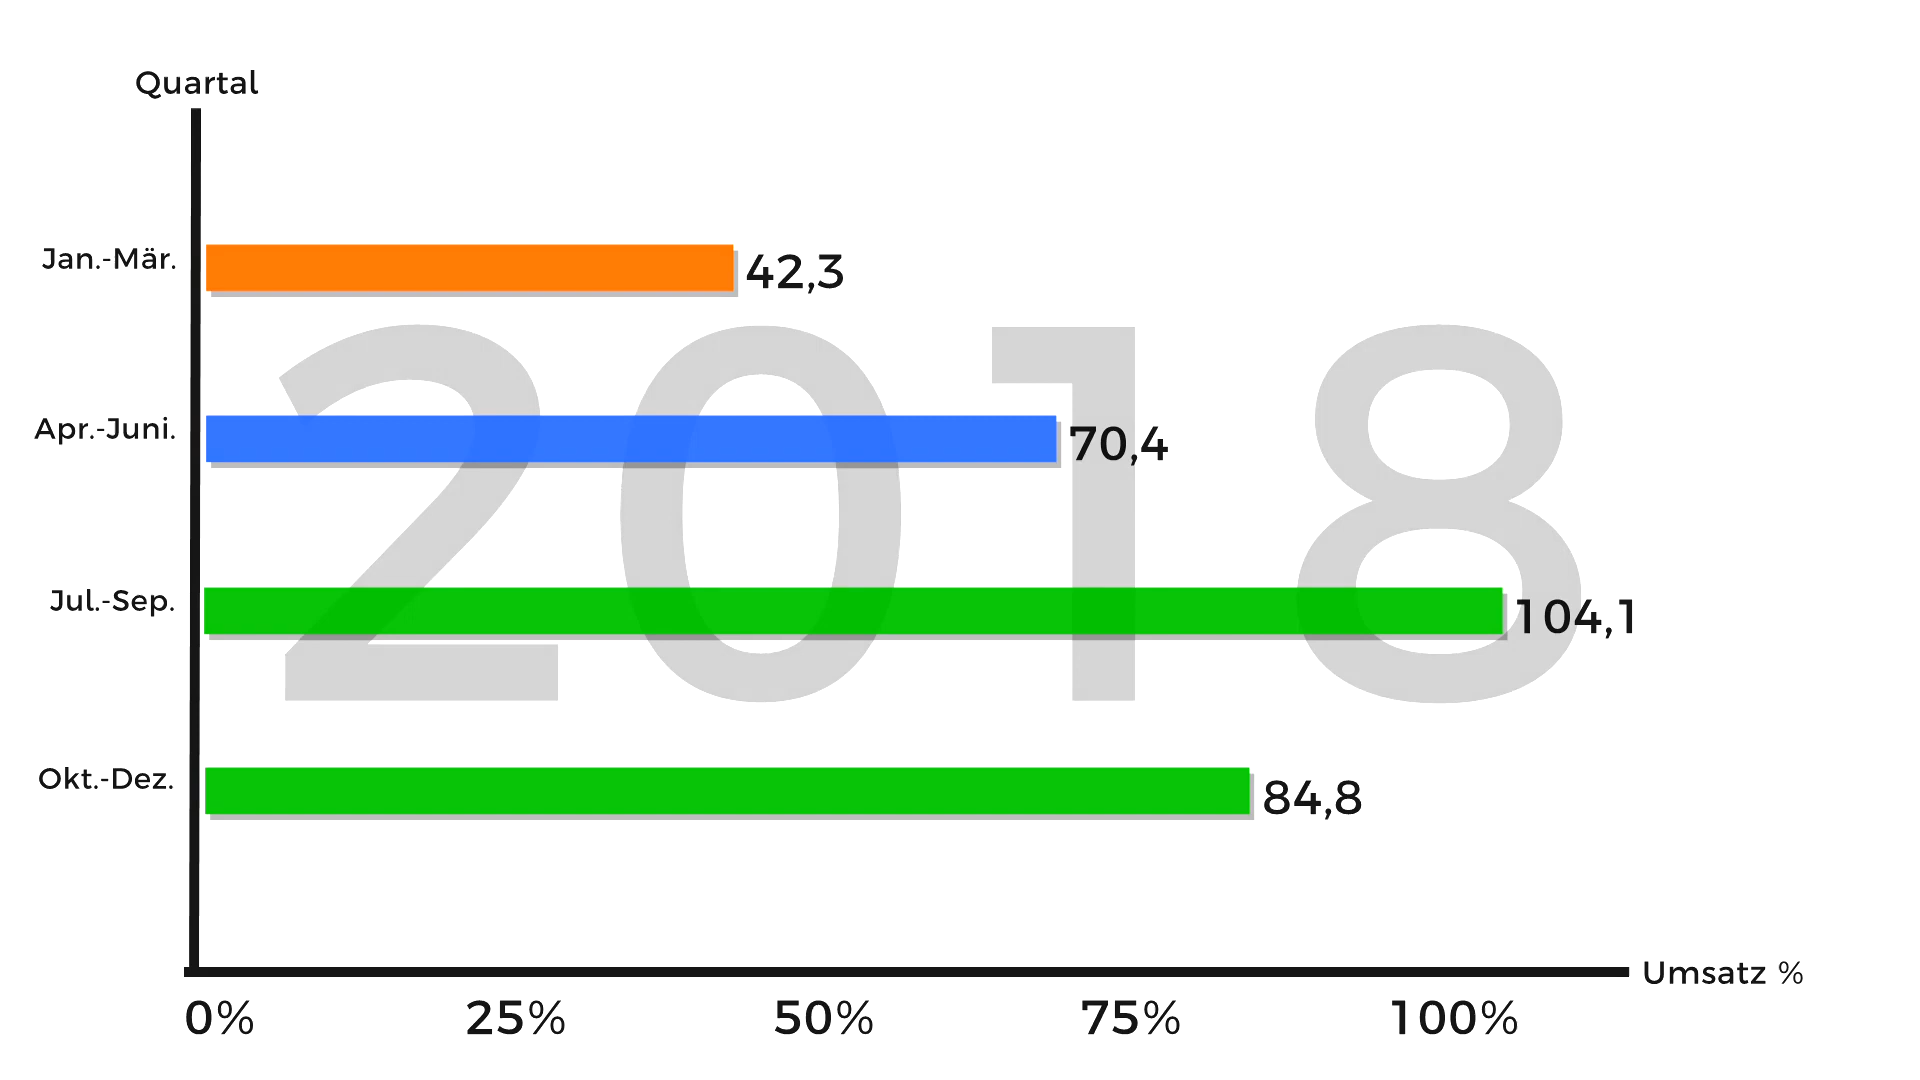 Quartal
Jan.-Mär.
42,3
2018
Apr.-Juni.
70,4
Jul.-Sep.
104,1
Okt.-Dez.
84,8
Umsatz %
0% 25% 50% 75% 100%